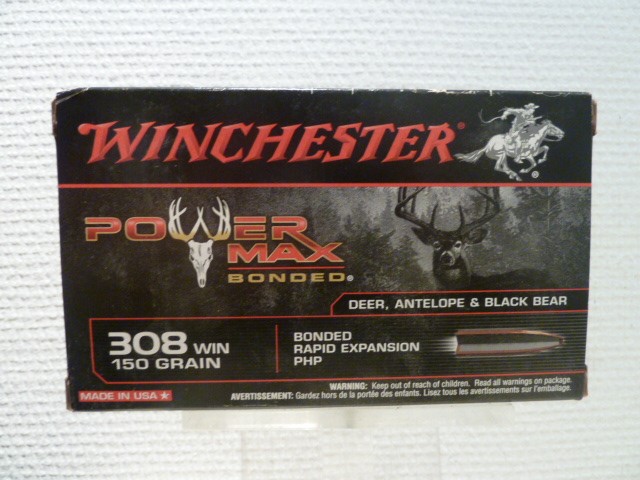 WINCHESTER®
POWER
MAX
BONDED®
DEER, ANTELOPE & BLACK BEAR
308 WIN
150 GRAIN
BONDED
RAPID EXPANSION
PHP
MADE IN USA ★
WARNING: Keep out of reach of children. Read all warnings on package.
AVERTISSEMENT: Gardez hors de la portée des enfants. Lisez tous les avertissements sur l'emballage.